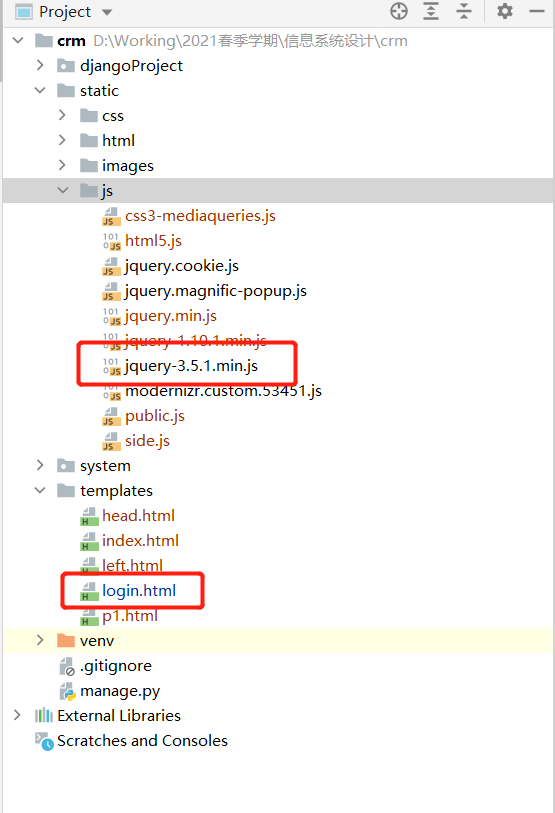 Project
crm D:\Working\2021春季学期\信息系统设计\crm
djangoProject
static
css
html
images
js
css3-mediaqueries.js
html5.js
jquery.cookie.js
jquery.magnific-popup.js
jquery.min.js
jquery-1.10.1.min.js
jquery-3.5.1.min.js
modernizr.custom.53451.js
public.js
side.js
system
templates
head.html
index.html
left.html
login.html
p1.html
venv
.gitignore
manage.py
External Libraries
Scratches and Consoles